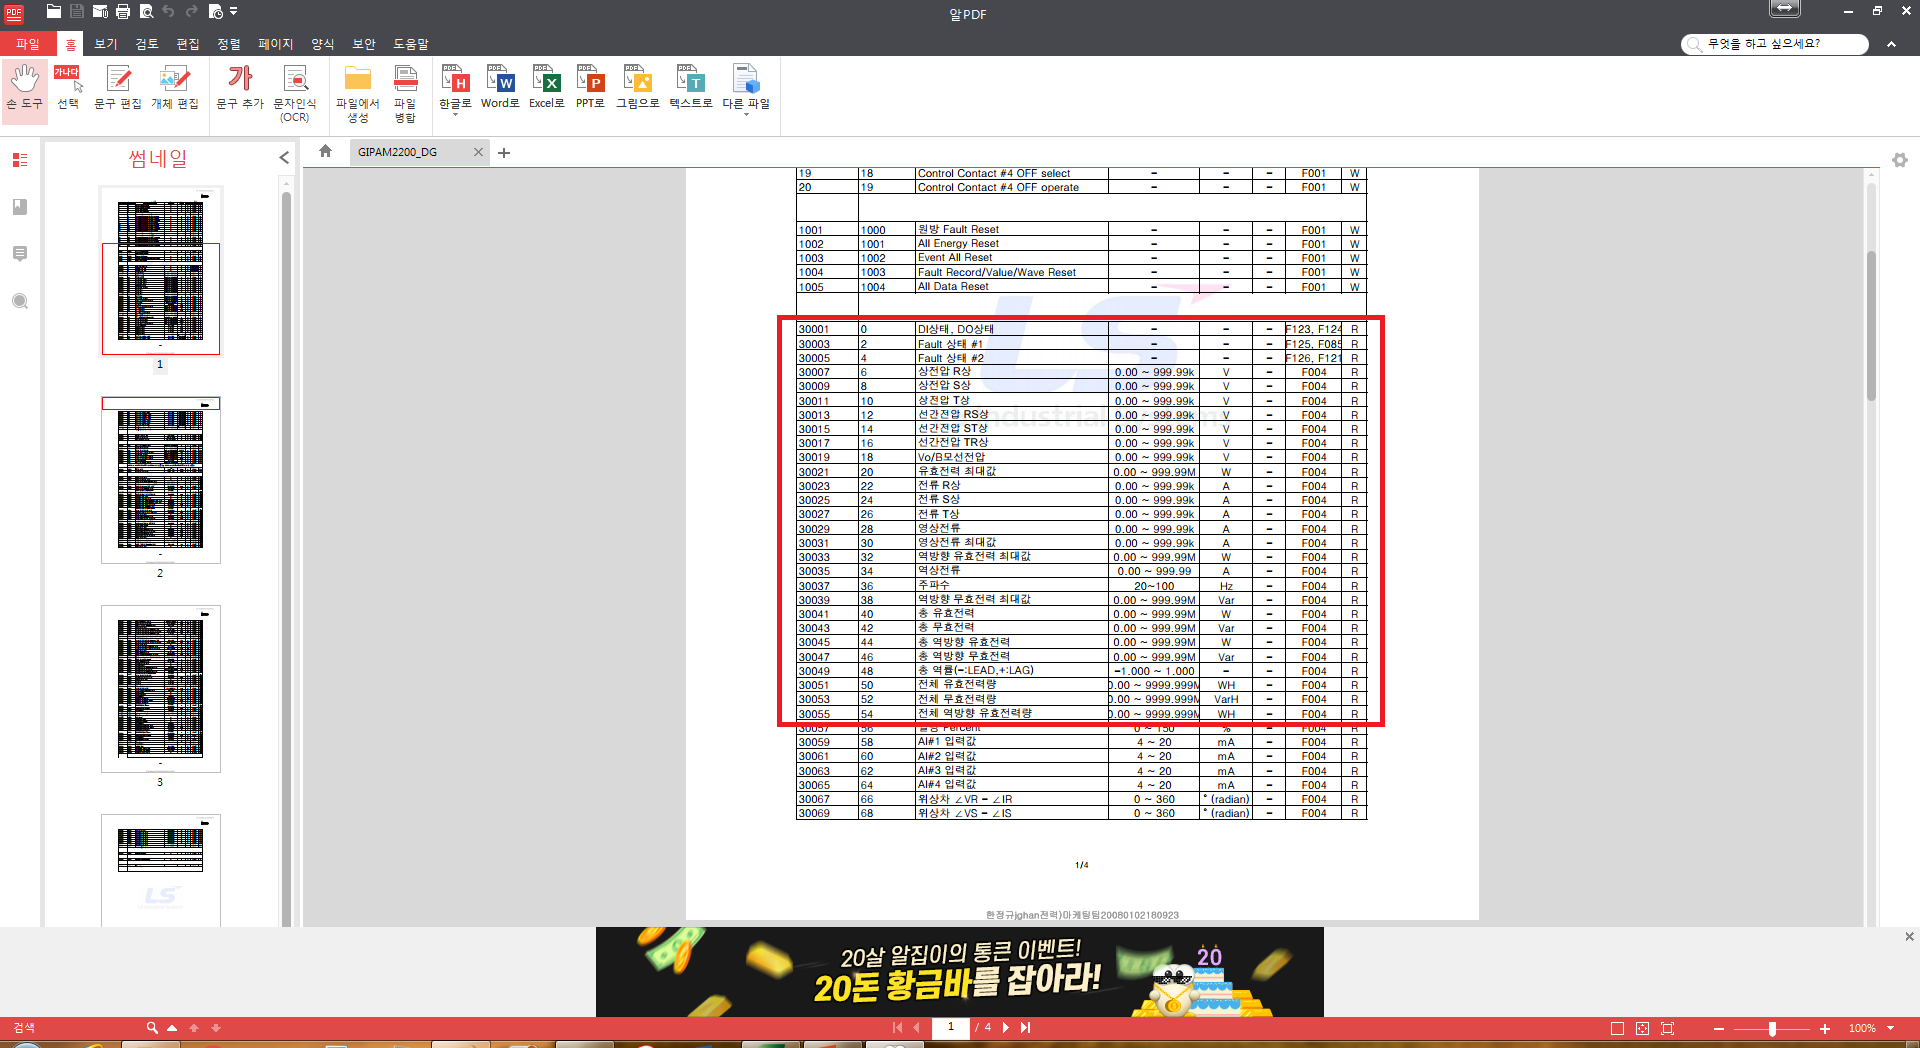 알PDF
파일 홈 보기 검토 편집 정렬 페이지 양식 보안 도움말
무엇을 하고 싶으세요?
손 도구 선택 문구 편집 개체 편집 문구 추가 문자인식 (OCR) 파일에서 생성 파일 병합 한글로 Word로 Excel로 PPT로 그림으로 텍스트로 다른 파일
썸네일
GIPAM2200_DG
1
2
3
19 18 Control Contact #4 OFF select - - - F001 W
20 19 Control Contact #4 OFF operate - - - F001 W
1001 1000 원방 Fault Reset - - - F001 W
1002 1001 All Energy Reset - - - F001 W
1003 1002 Event All Reset - - - F001 W
1004 1003 Fault Record/Value/Wave Reset - - - F001 W
1005 1004 All Data Reset - - - F001 W
30001 0 DI상태, DO상태 - - - F123, F124 R
30003 2 Fault 상태 #1 - - - F125, F085 R
30005 4 Fault 상태 #2 - - - F126, F121 R
30007 6 상전압 R상 0.00 ~ 999.99k V - F004 R
30009 8 상전압 S상 0.00 ~ 999.99k V - F004 R
30011 10 상전압 T상 0.00 ~ 999.99k V - F004 R
30013 12 선간전압 RS상 0.00 ~ 999.99k V - F004 R
30015 14 선간전압 ST상 0.00 ~ 999.99k V - F004 R
30017 16 선간전압 TR상 0.00 ~ 999.99k V - F004 R
30019 18 Vo/B모선전압 0.00 ~ 999.99k V - F004 R
30021 20 유효전력 최대값 0.00 ~ 999.99M W - F004 R
30023 22 전류 R상 0.00 ~ 999.99k A - F004 R
30025 24 전류 S상 0.00 ~ 999.99k A - F004 R
30027 26 전류 T상 0.00 ~ 999.99k A - F004 R
30029 28 영상전류 0.00 ~ 999.99k A - F004 R
30031 30 영상전류 최대값 0.00 ~ 999.99k A - F004 R
30033 32 역방향 유효전력 최대값 0.00 ~ 999.99M W - F004 R
30035 34 역상전류 0.00 ~ 999.99 A - F004 R
30037 36 주파수 20~100 Hz - F004 R
30039 38 역방향 무효전력 최대값 0.00 ~ 999.99M Var - F004 R
30041 40 총 유효전력 0.00 ~ 999.99M W - F004 R
30043 42 총 무효전력 0.00 ~ 999.99M Var - F004 R
30045 44 총 역방향 유효전력 0.00 ~ 999.99M W - F004 R
30047 46 총 역방향 무효전력 0.00 ~ 999.99M Var - F004 R
30049 48 총 역률(-:LEAD,+:LAG) -1.000 ~ 1.000 - - F004 R
30051 50 전체 유효전력량 0.00 ~ 9999.999M WH - F004 R
30053 52 전체 무효전력량 0.00 ~ 9999.999M VarH - F004 R
30055 54 전체 역방향 유효전력량 0.00 ~ 9999.999M WH - F004 R
30057 56 Percent 0 ~ 150 % - F004 R
30059 58 AI#1 입력값 4 ~ 20 mA - F004 R
30061 60 AI#2 입력값 4 ~ 20 mA - F004 R
30063 62 AI#3 입력값 4 ~ 20 mA - F004 R
30065 64 AI#4 입력값 4 ~ 20 mA - F004 R
30067 66 위상차 ∠VR - ∠IR 0 ~ 360 ° (radian) - F004 R
30069 68 위상차 ∠VS - ∠IS 0 ~ 360 ° (radian) - F004 R
LS
Industrial
1/4
한정규jghan전력)마케팅팀20080102180923
20살 알집이의 통큰 이벤트!
20돈 황금바를 잡아라!
20
검색
1 / 4
100%